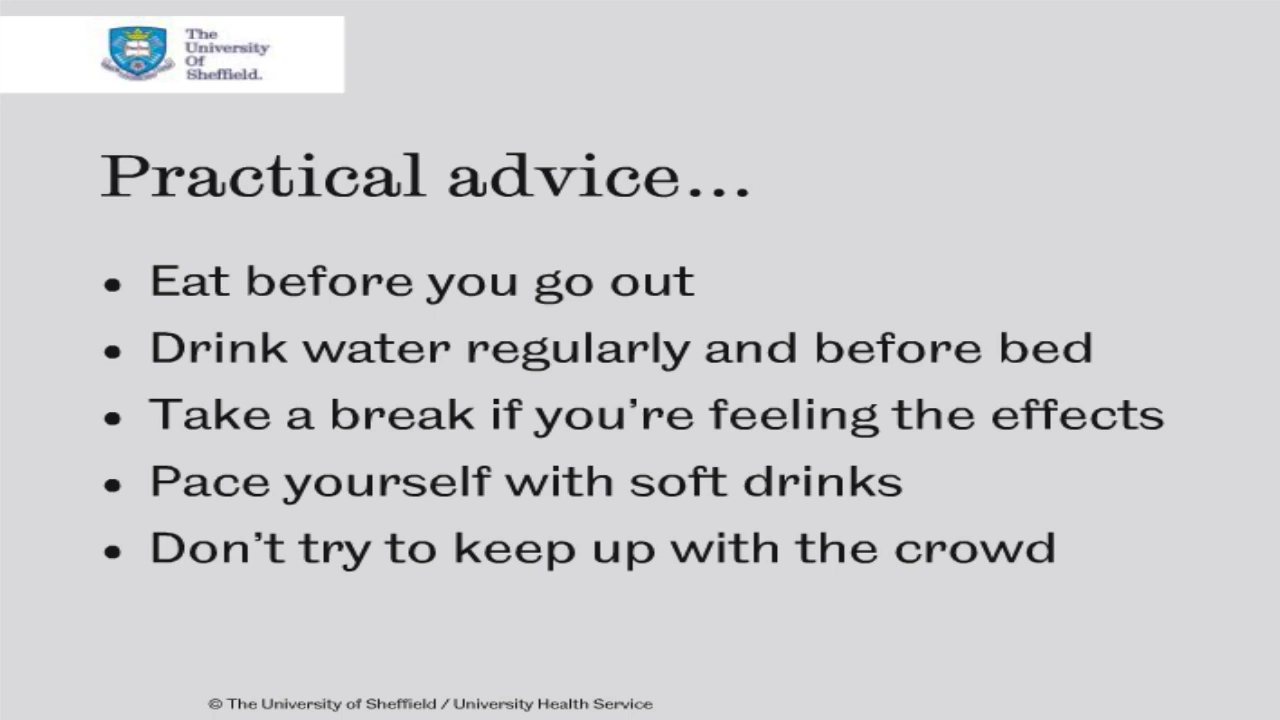 The
University
Of
Sheffield.
Practical advice...
• Eat before you go out
• Drink water regularly and before bed
• Take a break if you’re feeling the effects
• Pace yourself with soft drinks
• Don’t try to keep up with the crowd
© The University of Sheffield / University Health Service